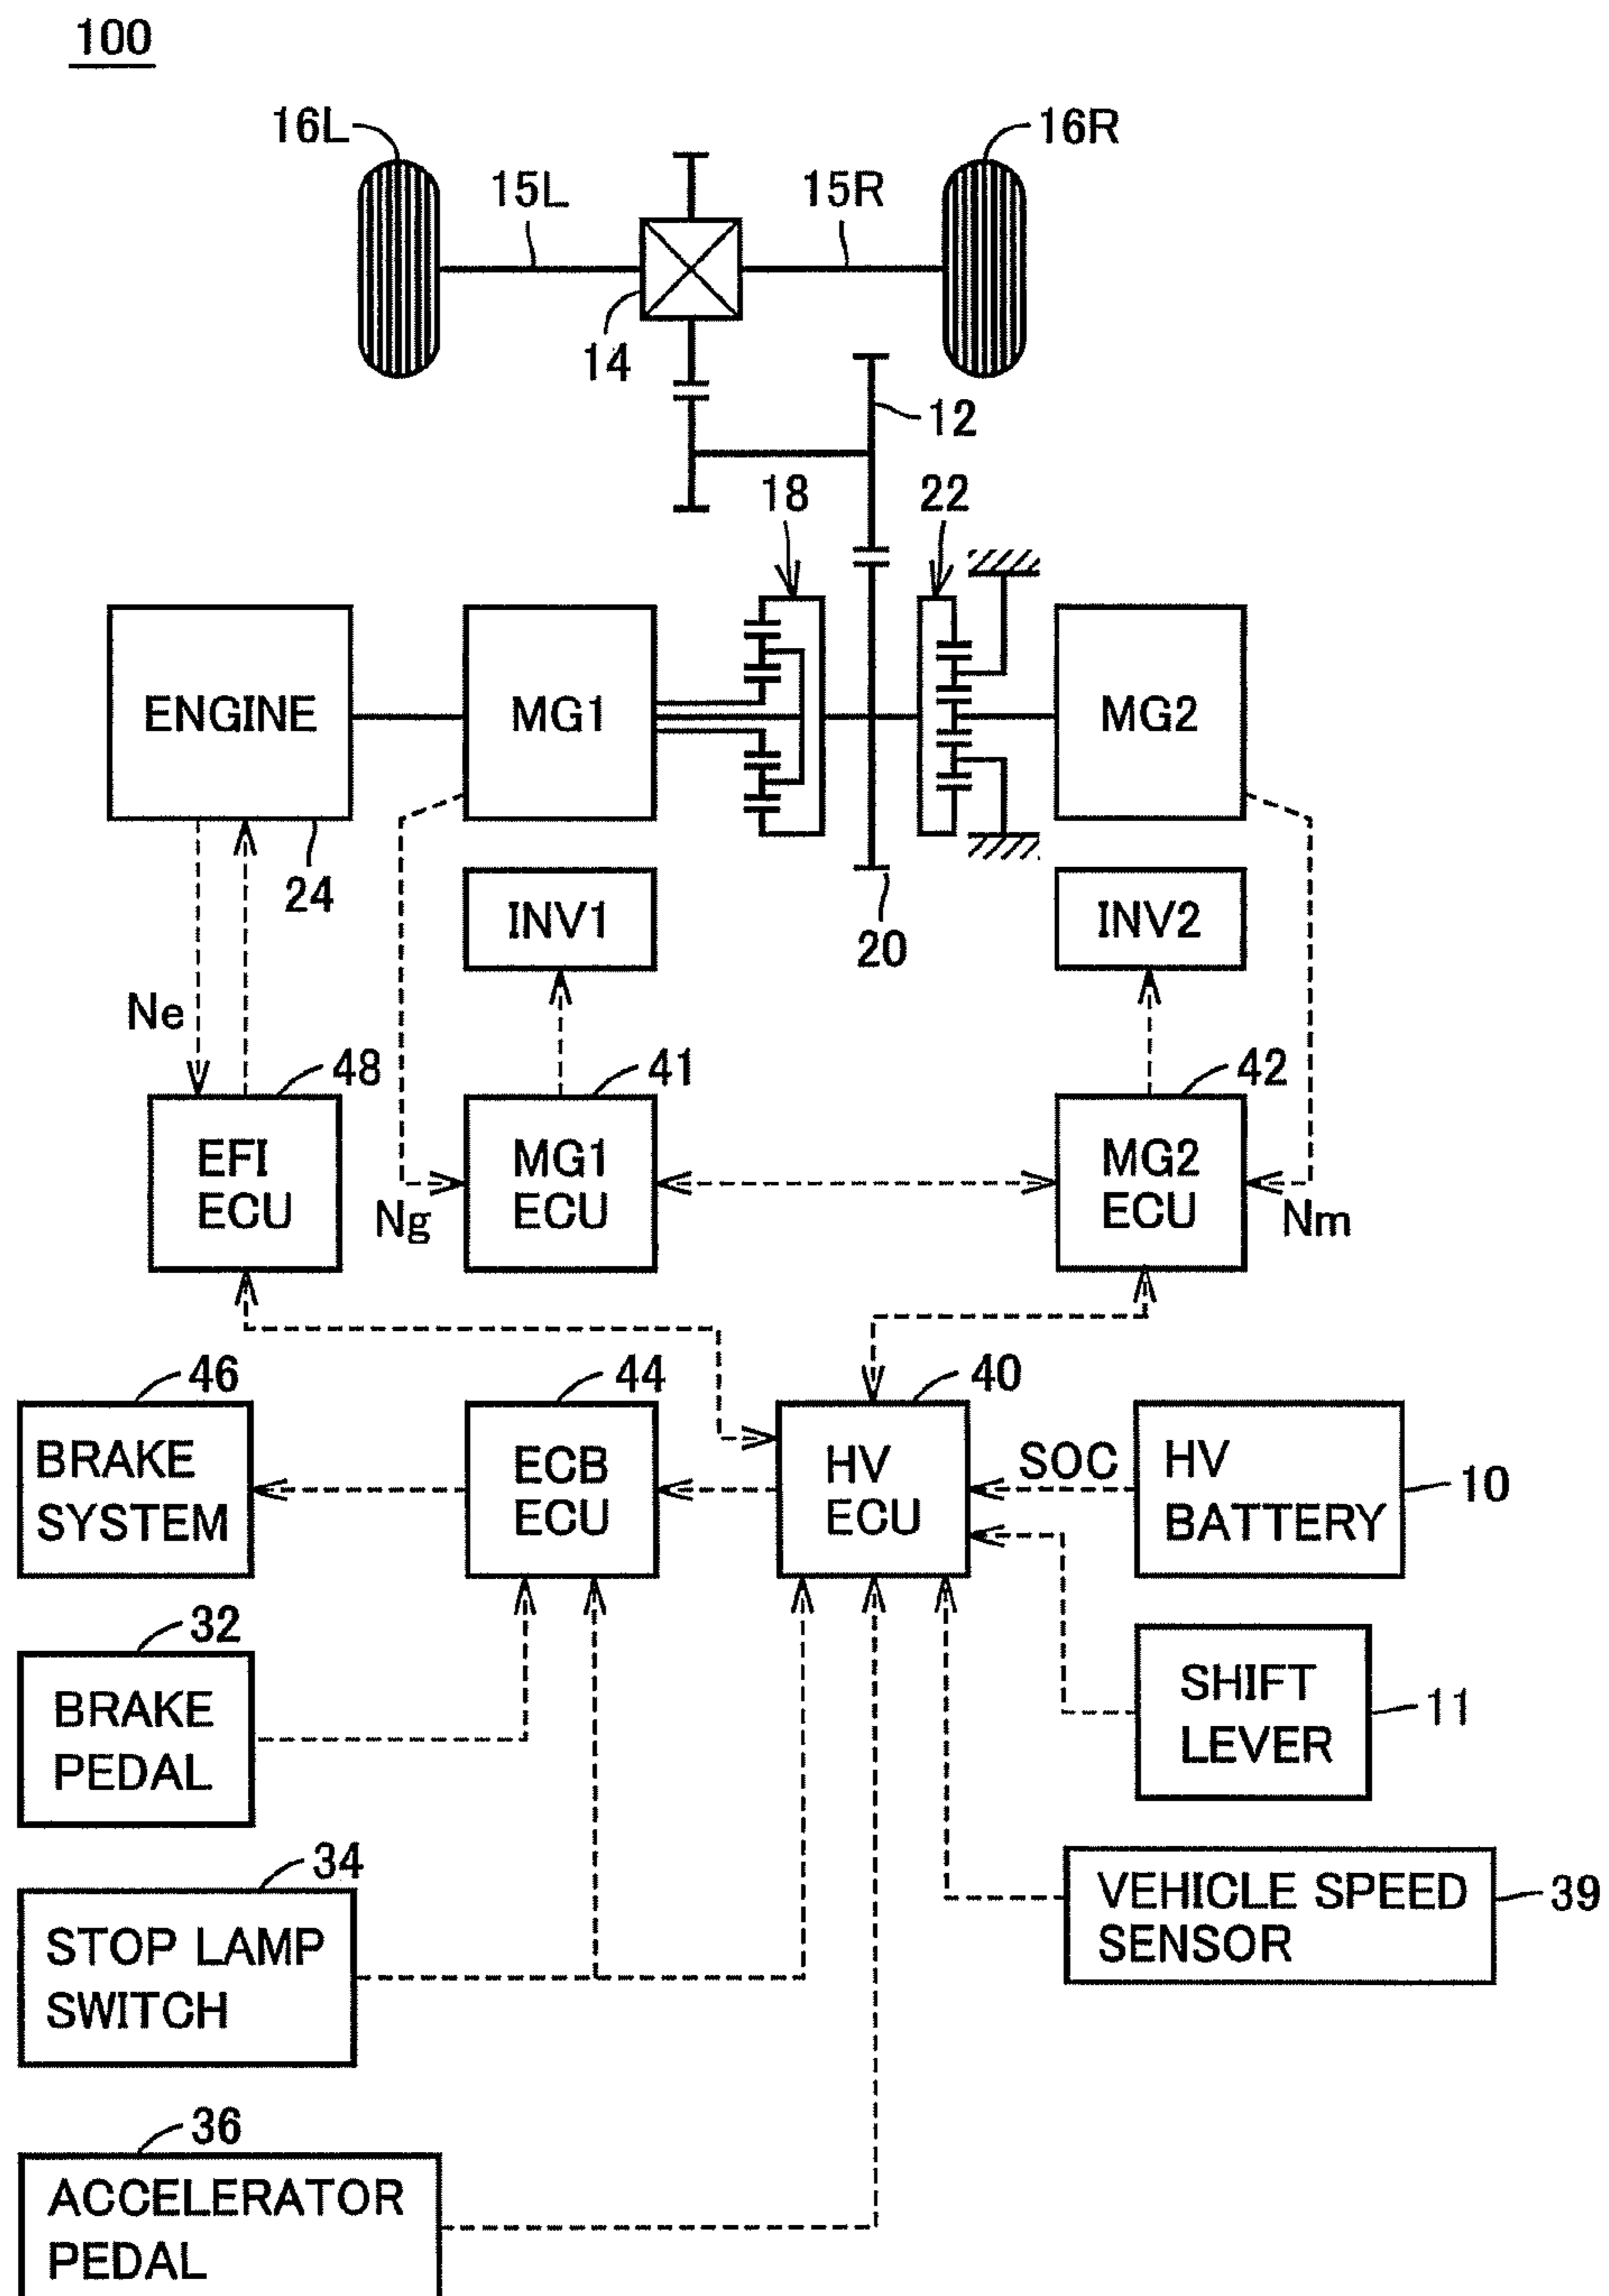 100
16L
16R
15L
15R
14
12
18
22
ENGINE
MG1
MG2
24
INV1
20
INV2
Ne
48
41
42
EFI
ECU
MG1
ECU
MG2
ECU
Ng
Nm
46
44
40
BRAKE
SYSTEM
ECB
ECU
HV
ECU
SOC
HV
BATTERY
10
32
BRAKE
PEDAL
SHIFT
LEVER
11
34
STOP LAMP
SWITCH
VEHICLE SPEED
SENSOR
39
36
ACCELERATOR
PEDAL